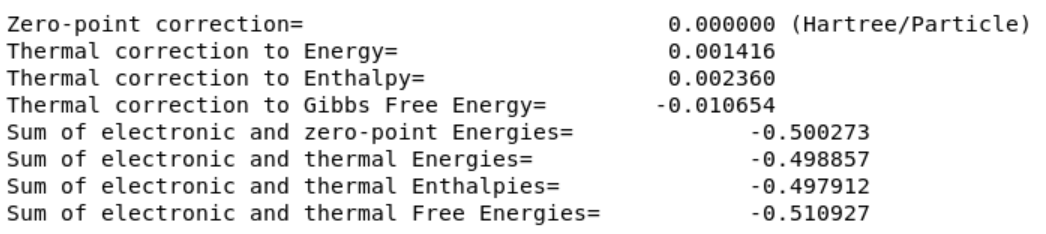 Zero-point correction= 0.000000 (Hartree/Particle)
Thermal correction to Energy= 0.001416
Thermal correction to Enthalpy= 0.002360
Thermal correction to Gibbs Free Energy= -0.010654
Sum of electronic and zero-point Energies= -0.500273
Sum of electronic and thermal Energies= -0.498857
Sum of electronic and thermal Enthalpies= -0.497912
Sum of electronic and thermal Free Energies= -0.510927